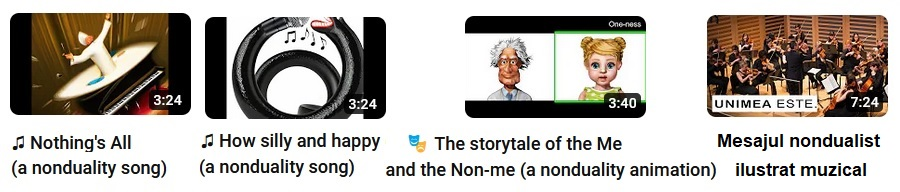 3:24
♫ Nothing's All
(a nonduality song)
3:24
♫ How silly and happy
(a nonduality song)
One-ness
3:40
🎭 The storytale of the Me
and the Non-me (a nonduality animation)
UNIMEA ESTE.
7:24
Mesajul nondualist
ilustrat muzical